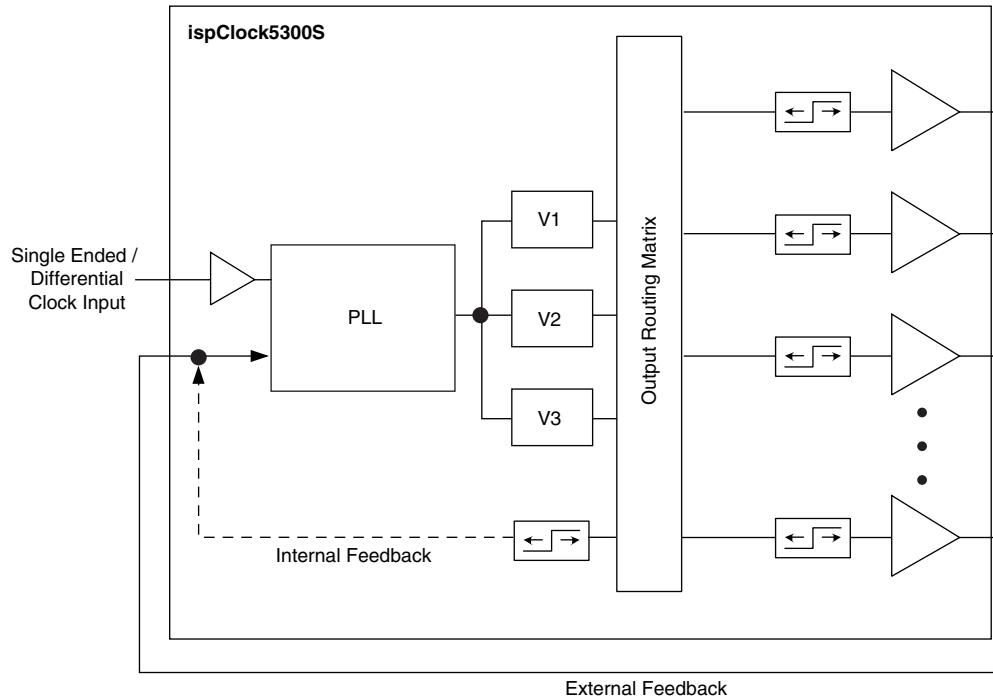 ispClock5300S
Single Ended /
Differential
Clock Input
PLL
V1
V2
V3
Output Routing Matrix
Internal Feedback
External Feedback